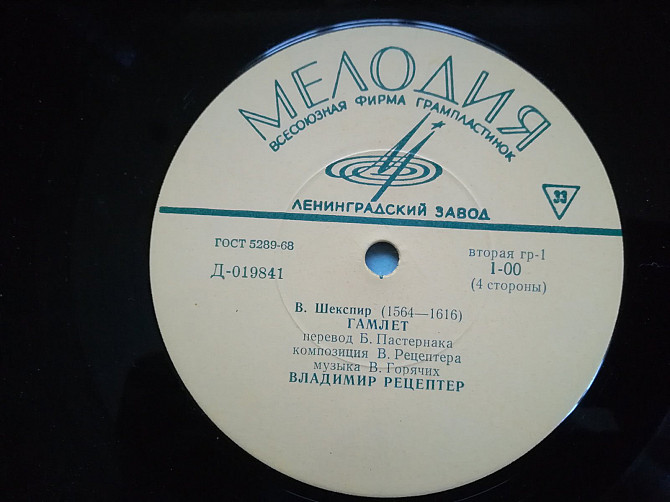 МЕЛОДИЯ
ВСЕСОЮЗНАЯ ФИРМА ГРАМПЛАСТИНОК
33
ЛЕНИНГРАДСКИЙ ЗАВОД
ГОСТ 5289-68
вторая гр-1
Д-019841
1-00
(4 стороны)
В. Шекспир (1564—1616)
ГАМЛЕТ
перевод Б. Пастернака
композиция В. Рецептера
музыка В. Горячих
ВЛАДИМИР РЕЦЕПТЕР